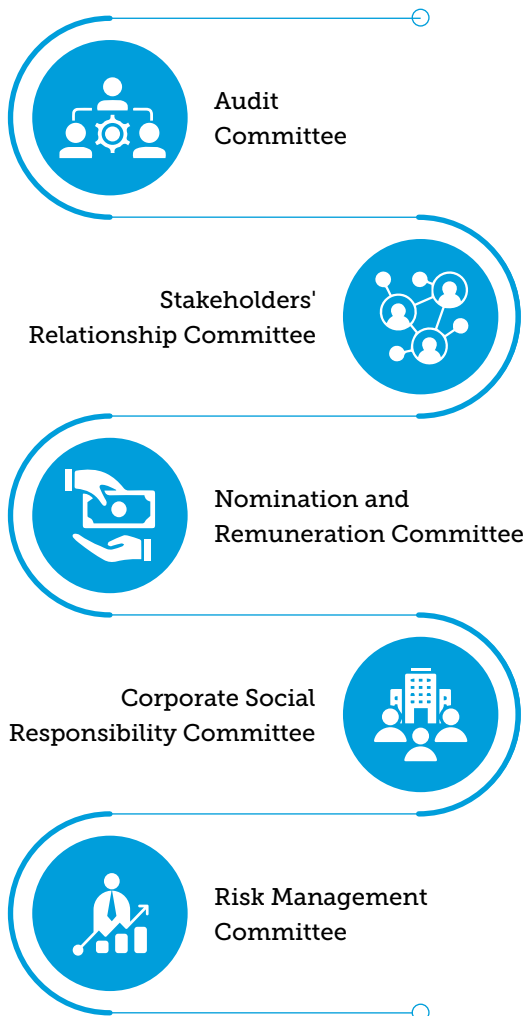 Audit
Committee
Stakeholders'
Relationship Committee
Nomination and
Remuneration Committee
Corporate Social
Responsibility Committee
Risk Management
Committee